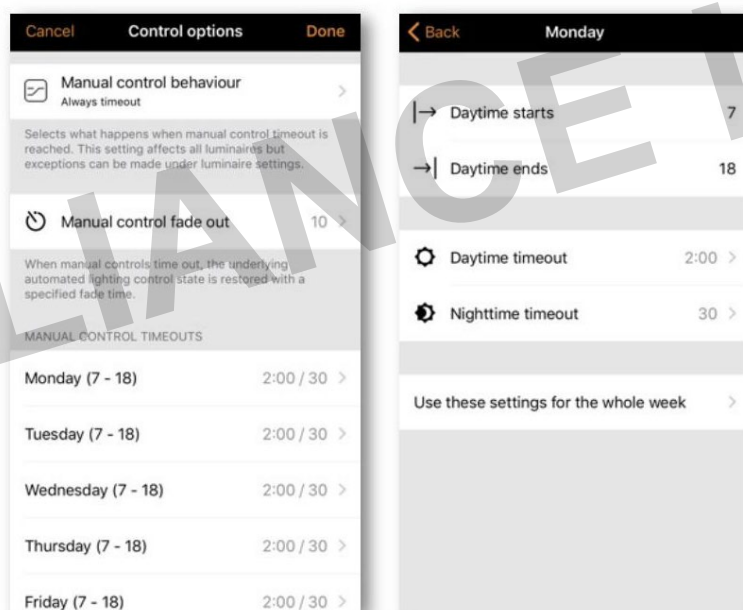 Cancel Control options Done
Manual control behaviour
Always timeout
Selects what happens when manual control timeout is
reached. This setting affects all luminaires but
exceptions can be made under luminaire settings.
Manual control fade out 10
When manual controls time out, the underlying
automated lighting control state is restored with a
specified fade time.
MANUAL CONTROL TIMEOUTS
Monday (7 - 18) 2:00 / 30
Tuesday (7 - 18) 2:00 / 30
Wednesday (7 - 18) 2:00 / 30
Thursday (7 - 18) 2:00 / 30
Friday (7 - 18) 2:00 / 30
Back Monday
Daytime starts 7
Daytime ends 18
Daytime timeout 2:00
Nighttime timeout 30
Use these settings for the whole week
LIANCE